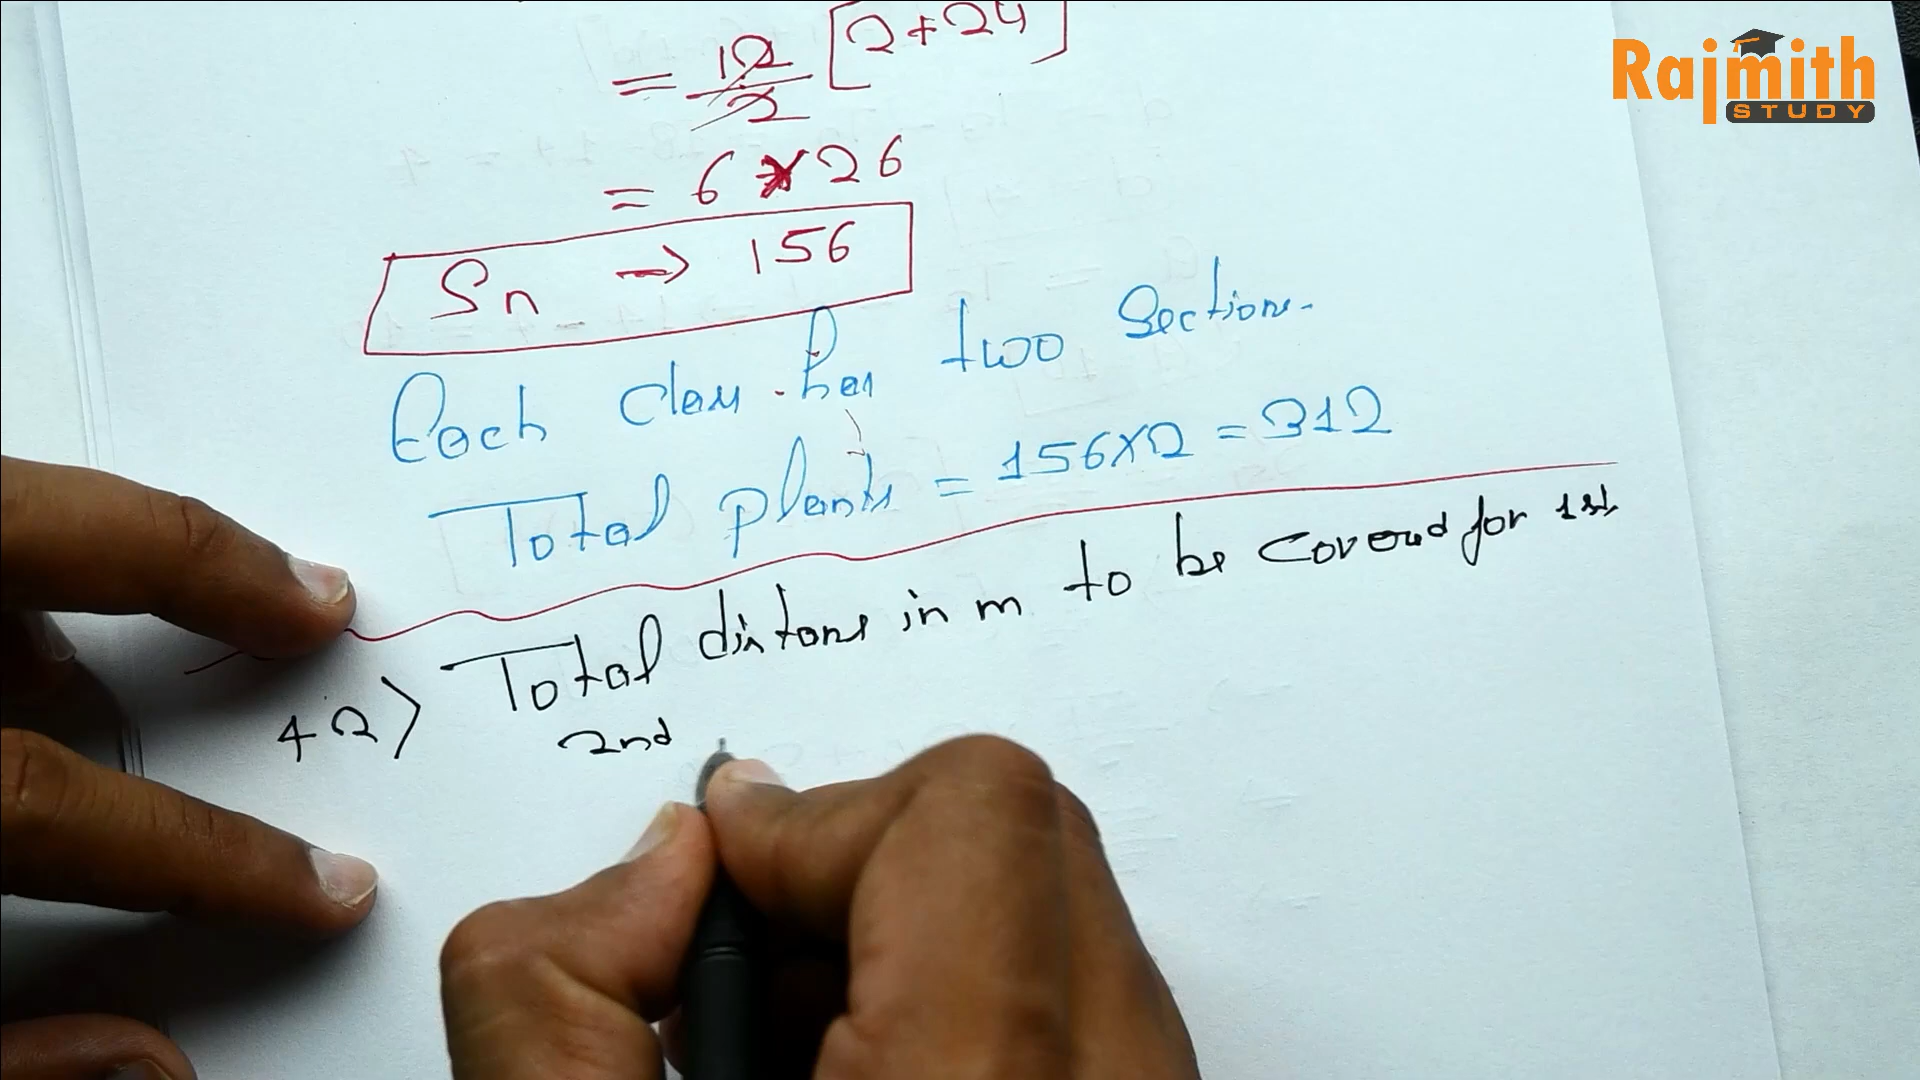 = 12/2 [2+24]
= 6 × 26
Sn → 156
Each class has two Section.
Total plants = 156×2 = 312
42) Total distance in m to be covered for 1st
2nd
Rajmith
STUDY